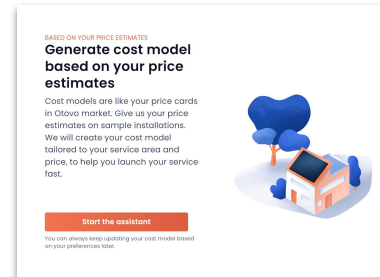 BASED ON YOUR PRICE ESTIMATES
Generate cost model
based on your price
estimates
Cost models are like your price cards
in Otovo market. Give us your price
estimates on sample installations.
We will create your cost model
tailored to your service area and
price, to help you launch your service
fast.
Start the assistant
You can always keep updating your cost model based
on your preferences later.